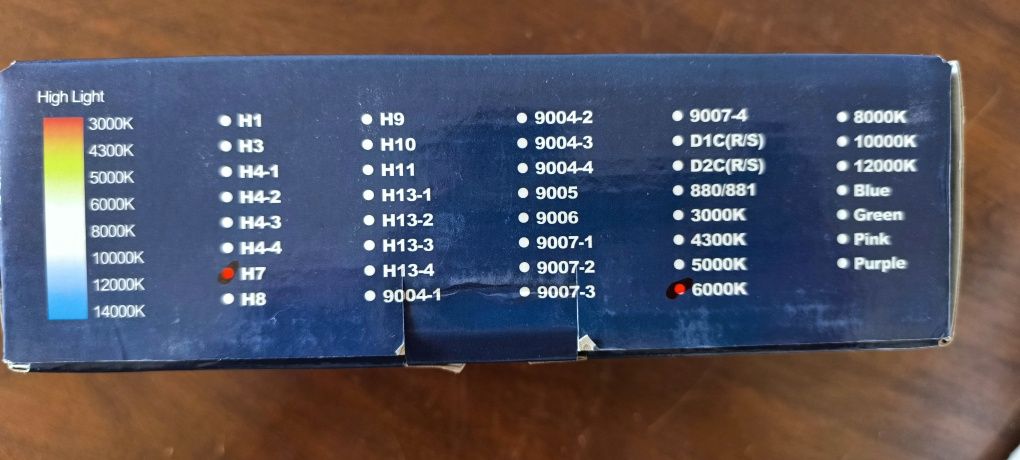 High Light
3000K
4300K
5000K
6000K
8000K
10000K
12000K
14000K
H1
H3
H4-1
H4-2
H4-3
H4-4
H7
H8
H9
H10
H11
H13-1
H13-2
H13-3
H13-4
9004-1
9004-2
9004-3
9004-4
9005
9006
9007-1
9007-2
9007-3
9007-4
D1C(R/S)
D2C(R/S)
880/881
3000K
4300K
5000K
6000K
8000K
10000K
12000K
Blue
Green
Pink
Purple